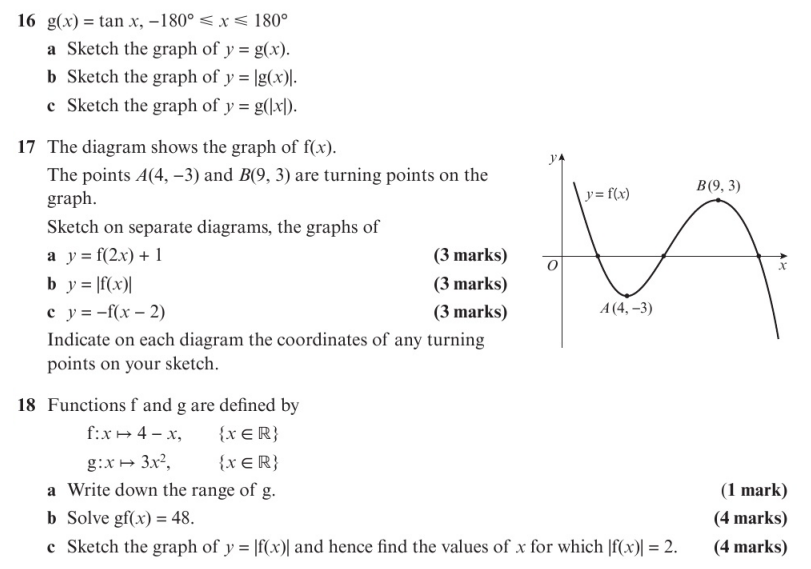 16 g(x) = tan x, −180° ⩽ x ⩽ 180°
a Sketch the graph of y = g(x).
b Sketch the graph of y = |g(x)|.
c Sketch the graph of y = g(|x|).
17 The diagram shows the graph of f(x).
The points A(4, −3) and B(9, 3) are turning points on the
graph.
Sketch on separate diagrams, the graphs of
a y = f(2x) + 1 (3 marks)
b y = |f(x)| (3 marks)
c y = −f(x − 2) (3 marks)
Indicate on each diagram the coordinates of any turning
points on your sketch.
y
y = f(x)
B(9, 3)
O
x
A(4, −3)
18 Functions f and g are defined by
f:x ↦ 4 − x, {x ∈ ℝ}
g:x ↦ 3x², {x ∈ ℝ}
a Write down the range of g. (1 mark)
b Solve gf(x) = 48. (4 marks)
c Sketch the graph of y = |f(x)| and hence find the values of x for which |f(x)| = 2. (4 marks)